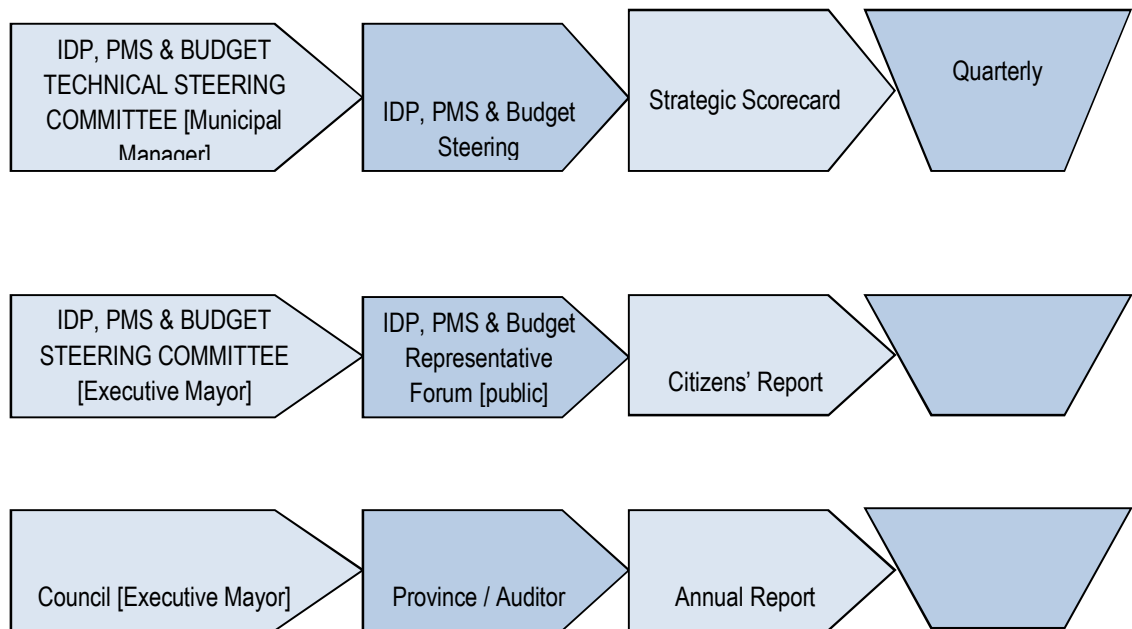 IDP, PMS & BUDGET
TECHNICAL STEERING
COMMITTEE [Municipal
Manager]
IDP, PMS & Budget
Steering
Strategic Scorecard
Quarterly
IDP, PMS & BUDGET
STEERING COMMITTEE
[Executive Mayor]
IDP, PMS & Budget
Representative
Forum [public]
Citizens’ Report
Council [Executive Mayor]
Province / Auditor
Annual Report